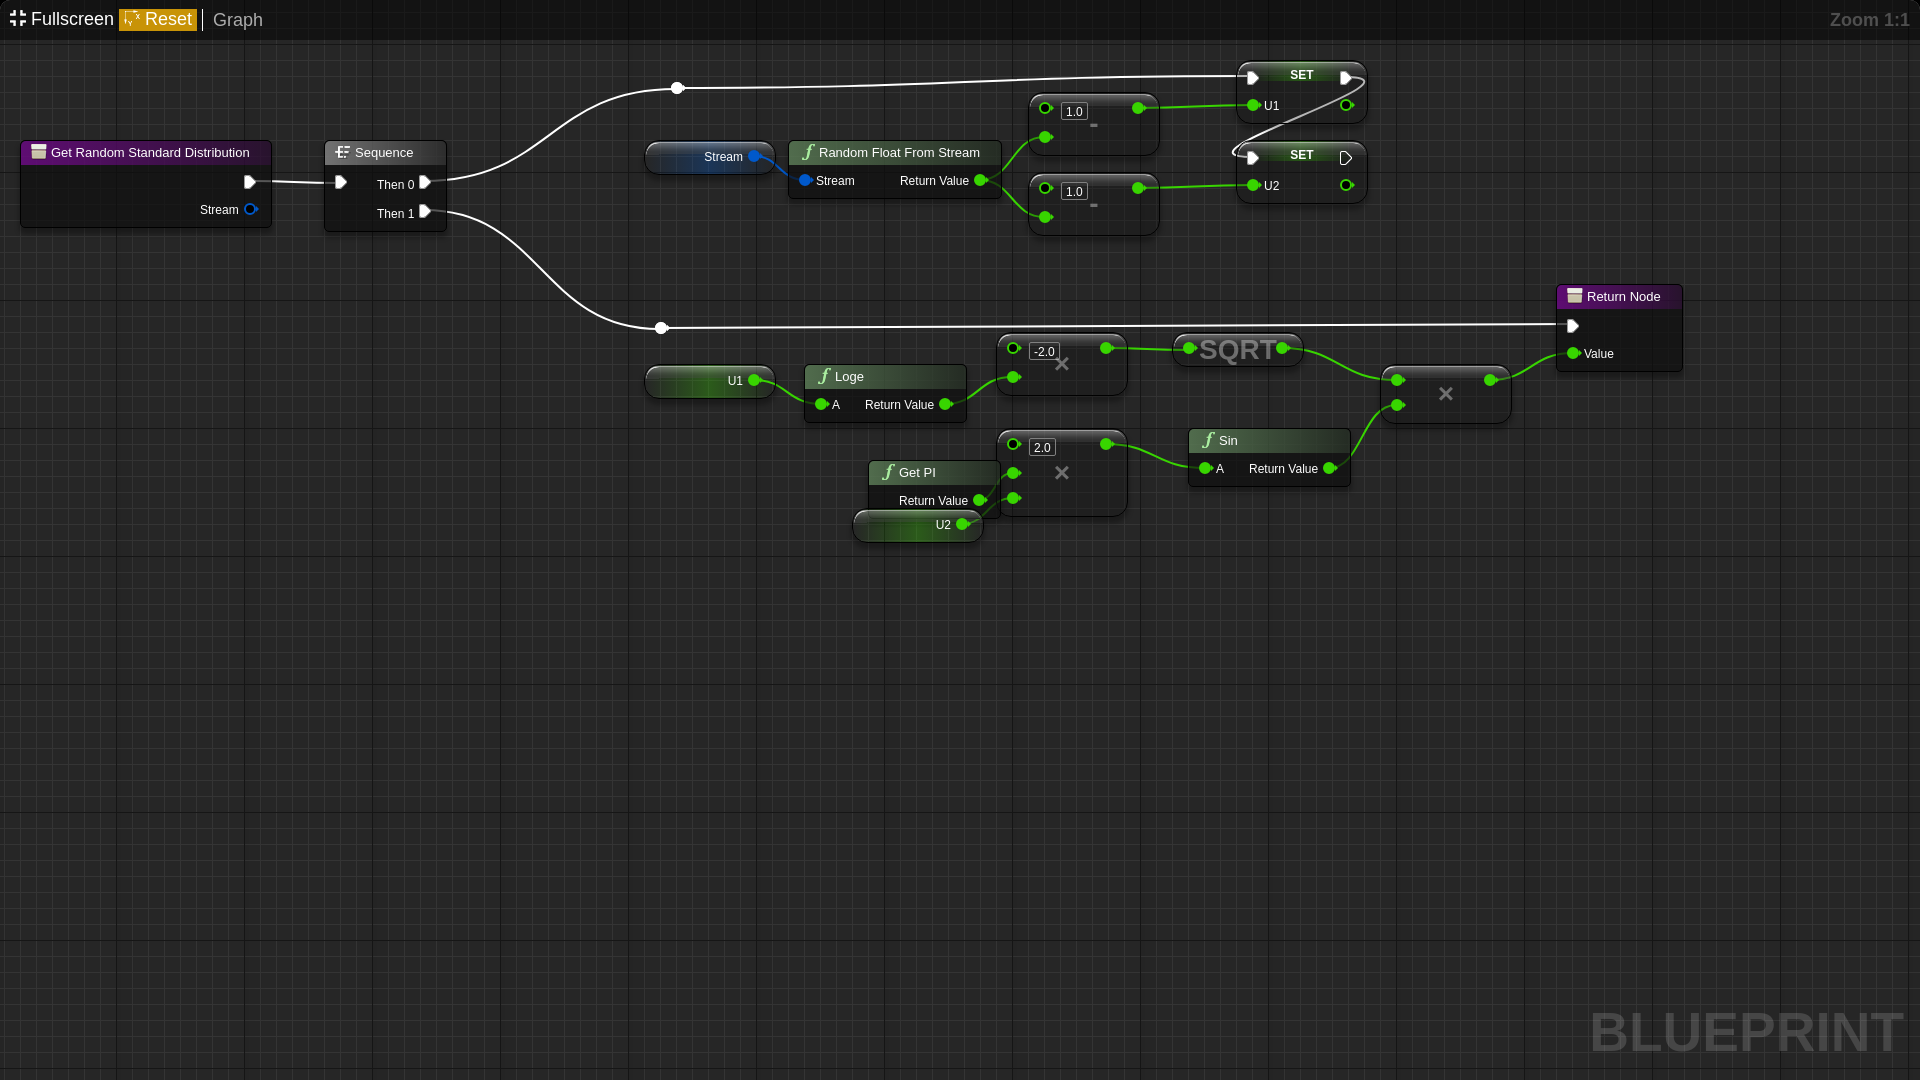 Fullscreen Reset Graph Zoom 1:1
SET
U1
1.0
-
SET
U2
1.0
-
Get Random Standard Distribution
Stream
Sequence
Then 0
Then 1
Stream
Random Float From Stream
Stream Return Value
Return Node
Value
U1
Loge
A Return Value
-2.0
×
SQRT
×
2.0
×
Get PI
Return Value
U2
Sin
A Return Value
BLUEPRINT